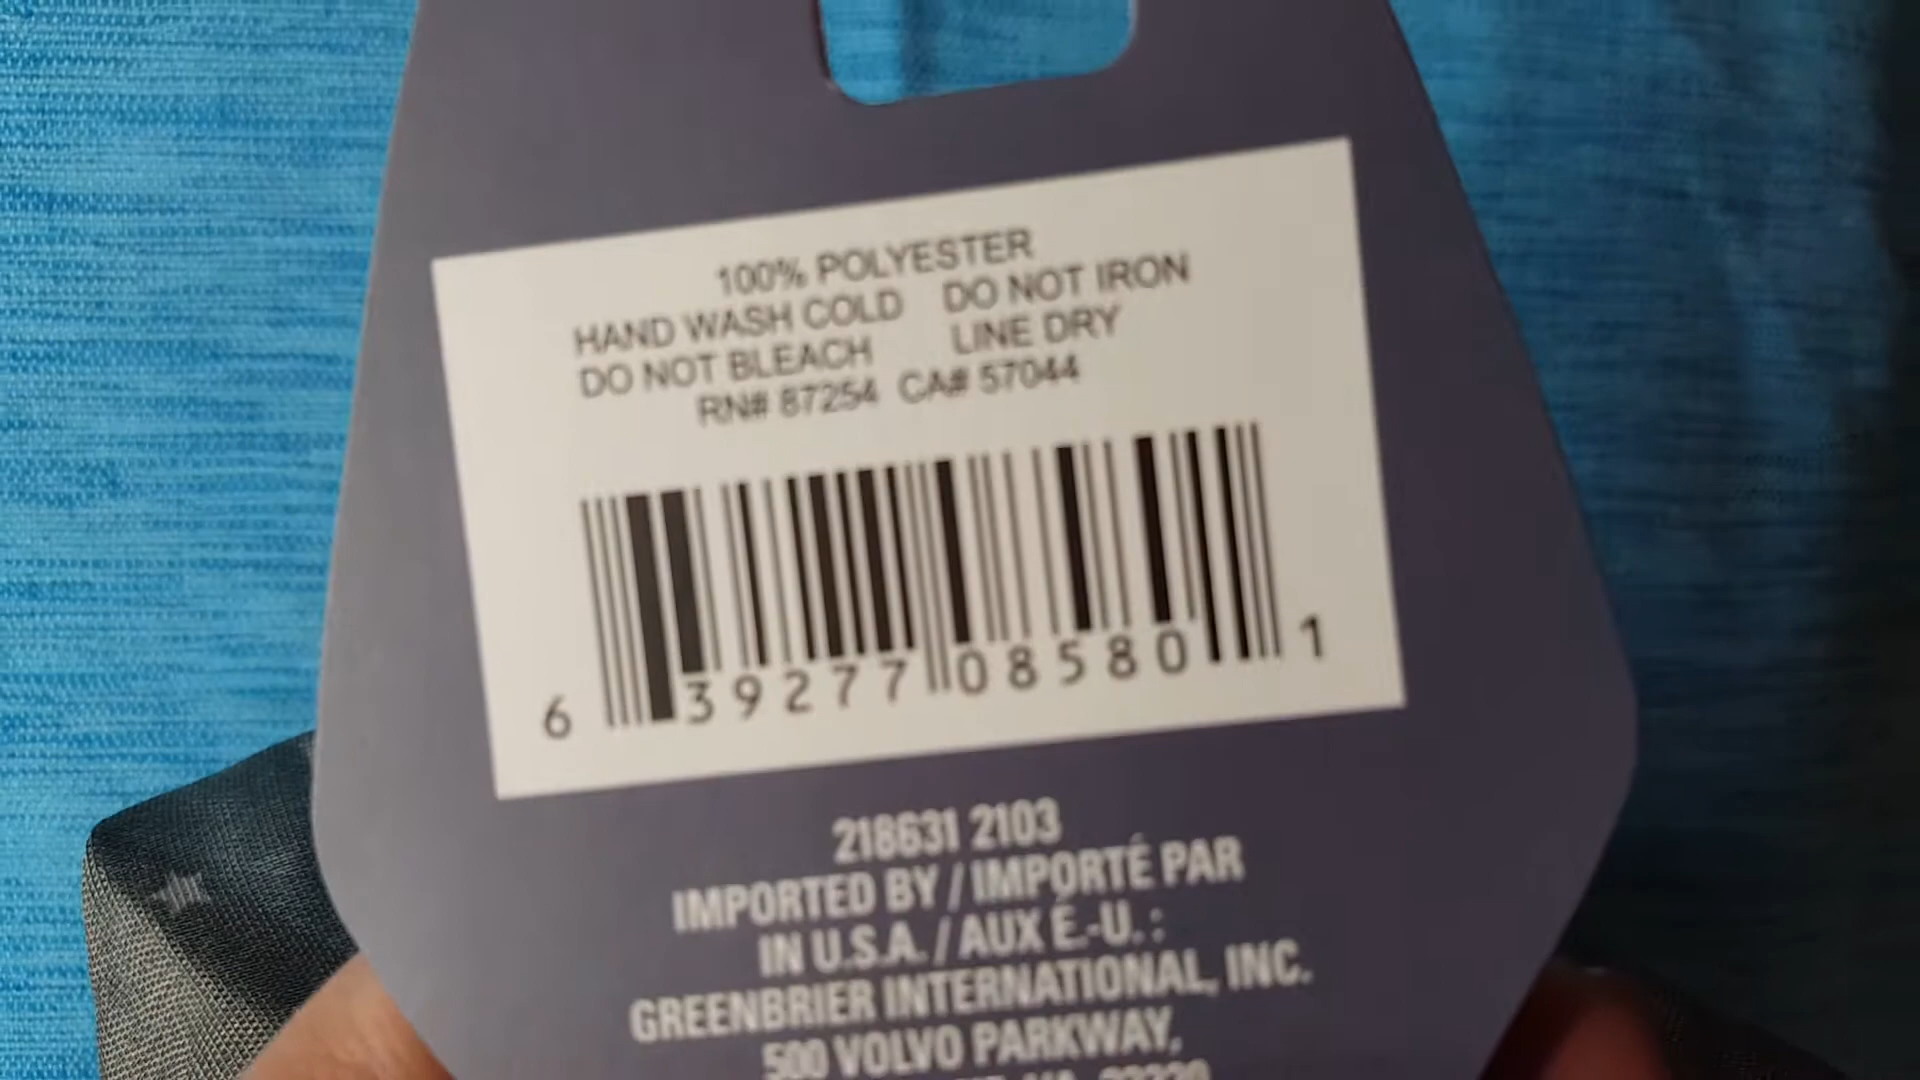 100% POLYESTER
HAND WASH COLD DO NOT IRON
DO NOT BLEACH LINE DRY
RN# 87254 CA# 57044
6 39277 08580 1
218631 2103
IMPORTED BY / IMPORTÉ PAR
IN U.S.A. / AUX É.-U. :
GREENBRIER INTERNATIONAL, INC.
500 VOLVO PARKWAY,